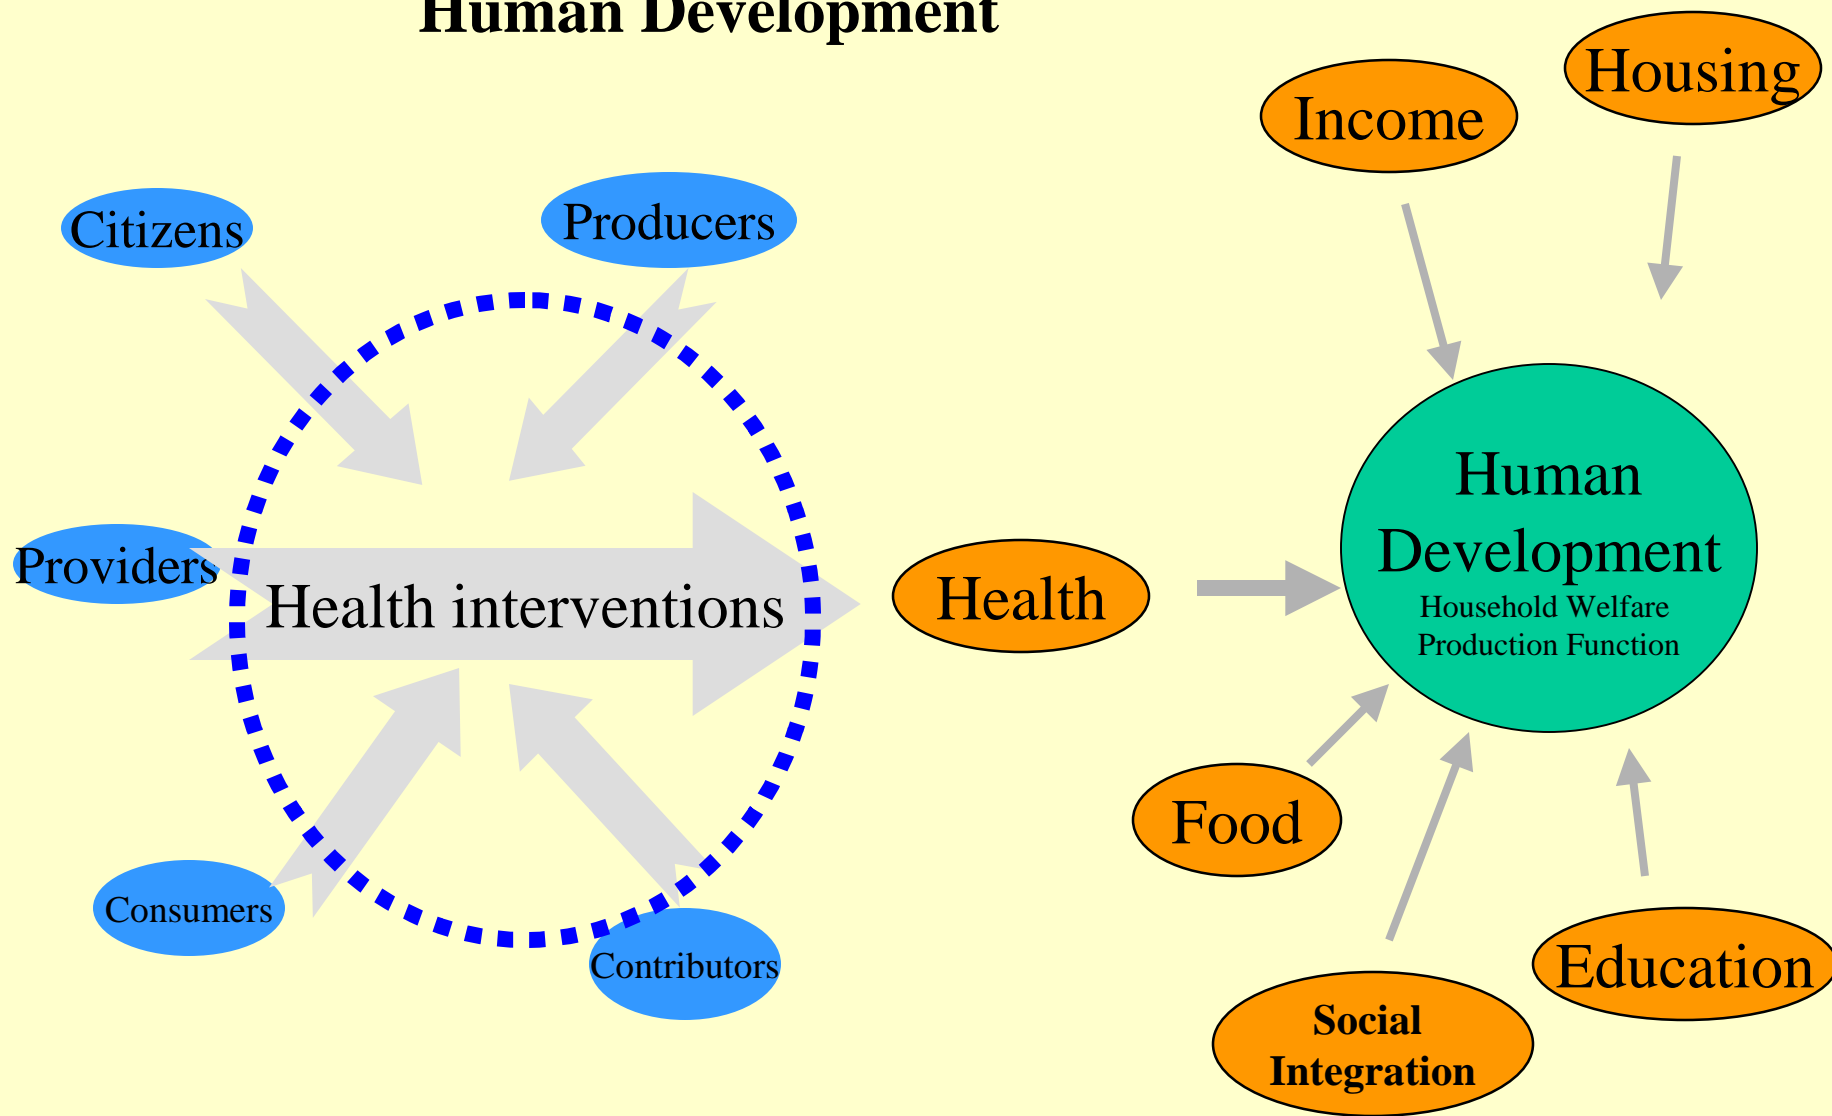 Human Development
Housing
Income
Citizens
Producers
Human
Development
Household Welfare
Production Function
Providers
Health interventions
Health
Food
Consumers
Contributors
Education
Social
Integration